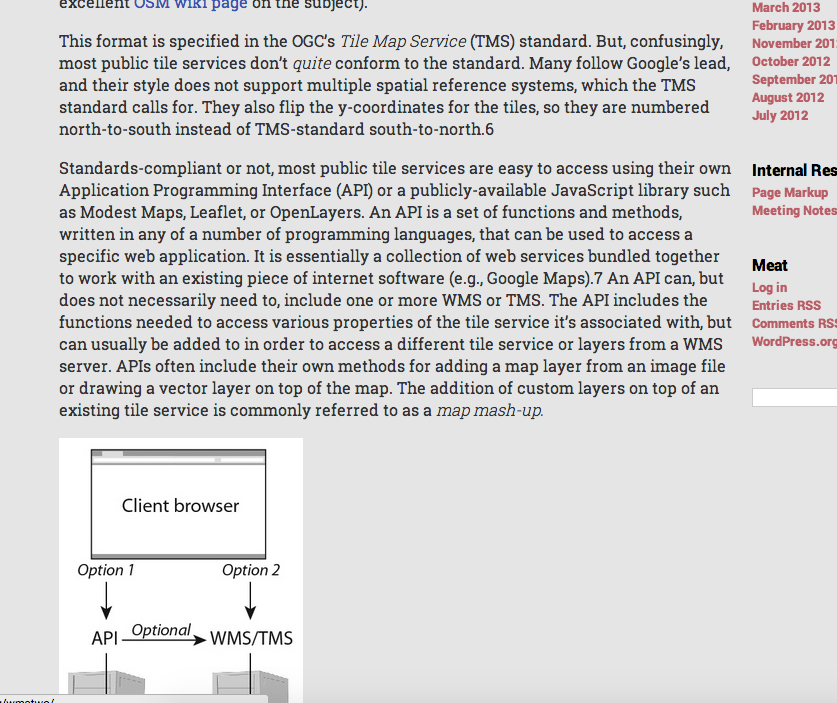 excellent OSM wiki page on the subject).
This format is specified in the OGC's Tile Map Service (TMS) standard. But, confusingly,
most public tile services don't quite conform to the standard. Many follow Google's lead,
and their style does not support multiple spatial reference systems, which the TMS
standard calls for. They also flip the y-coordinates for the tiles, so they are numbered
north-to-south instead of TMS-standard south-to-north.6
Standards-compliant or not, most public tile services are easy to access using their own
Application Programming Interface (API) or a publicly-available JavaScript library such
as Modest Maps, Leaflet, or OpenLayers. An API is a set of functions and methods,
written in any of a number of programming languages, that can be used to access a
specific web application. It is essentially a collection of web services bundled together
to work with an existing piece of internet software (e.g., Google Maps).7 An API can, but
does not necessarily need to, include one or more WMS or TMS. The API includes the
functions needed to access various properties of the tile service it's associated with, but
can usually be added to in order to access a different tile service or layers from a WMS
server. APIs often include their own methods for adding a map layer from an image file
or drawing a vector layer on top of the map. The addition of custom layers on top of an
existing tile service is commonly referred to as a map mash-up.
Client browser
Option 1 Option 2
Optional
API WMS/TMS
March 2013
February 2013
November 201
October 2012
September 201
August 2012
July 2012
Internal Res
Page Markup
Meeting Notes
Meat
Log in
Entries RSS
Comments RSS
WordPress.org